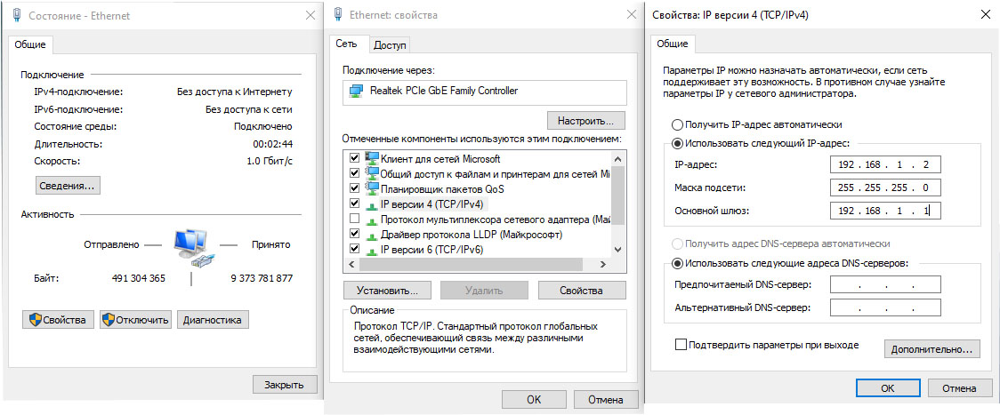 Состояние - Ethernet
Общие
Подключение
IPv4-подключение: Без доступа к Интернету
IPv6-подключение: Без доступа к сети
Состояние среды: Подключено
Длительность: 00:02:44
Скорость: 1.0 Гбит/с
Сведения...
Активность
Отправлено — Принято
Байт: 491 304 365 | 9 373 781 877
Свойства Отключить Диагностика
Закрыть
Ethernet: свойства
Сеть Доступ
Подключение через:
Realtek PCIe GbE Family Controller
Настроить...
Отмеченные компоненты используются этим подключением:
Клиент для сетей Microsoft
Общий доступ к файлам и принтерам для сетей Mi
Планировщик пакетов QoS
IP версии 4 (TCP/IPv4)
Протокол мультиплексора сетевого адаптера (Май
Драйвер протокола LLDP (Майкрософт)
IP версии 6 (TCP/IPv6)
Установить... Удалить Свойства
Описание
Протокол TCP/IP. Стандартный протокол глобальных
сетей, обеспечивающий связь между различными
взаимодействующими сетями.
OK Отмена
Свойства: IP версии 4 (TCP/IPv4)
Общие
Параметры IP можно назначать автоматически, если сеть
поддерживает эту возможность. В противном случае узнайте
параметры IP у сетевого администратора.
Получить IP-адрес автоматически
Использовать следующий IP-адрес:
IP-адрес: 192 . 168 . 1 . 2
Маска подсети: 255 . 255 . 255 . 0
Основной шлюз: 192 . 168 . 1 . 1
Получить адрес DNS-сервера автоматически
Использовать следующие адреса DNS-серверов:
Предпочитаемый DNS-сервер: . . .
Альтернативный DNS-сервер: . . .
Подтвердить параметры при выходе
Дополнительно...
OK Отмена